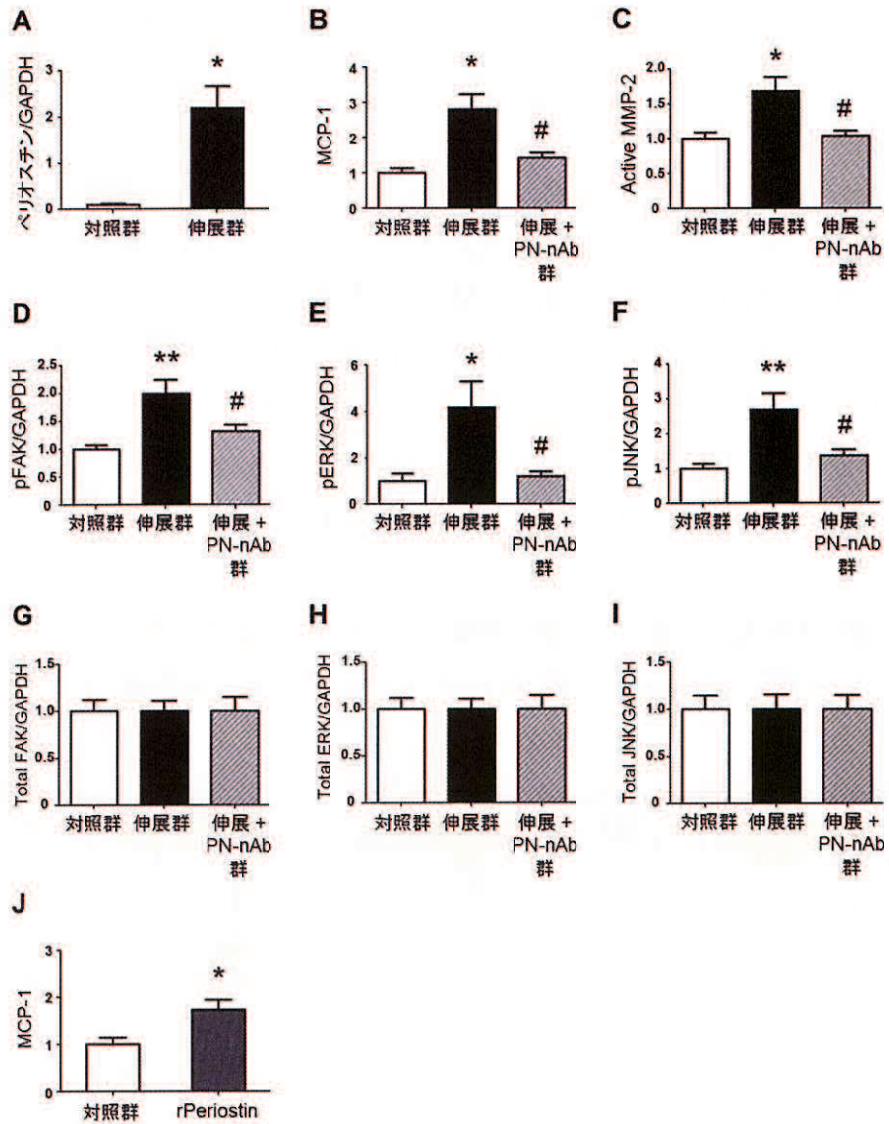 A
ペリオスチン/GAPDH
3
2
1
0
*
対照群
伸展群
B
MCP-1
4
3
2
1
0
*
#
対照群
伸展群
伸展 +
PN-nAb
群
C
Active MMP-2
2.0
1.5
1.0
0.5
0
*
#
対照群
伸展群
伸展 +
PN-nAb
群
D
pFAK/GAPDH
2.5
2.0
1.5
1.0
0.5
0
**
#
対照群
伸展群
伸展 +
PN-nAb
群
E
pERK/GAPDH
6
4
2
0
*
#
対照群
伸展群
伸展 +
PN-nAb
群
F
pJNK/GAPDH
4
3
2
1
0
**
#
対照群
伸展群
伸展 +
PN-nAb
群
G
Total FAK/GAPDH
1.5
1.0
0.5
0
対照群
伸展群
伸展 +
PN-nAb
群
H
Total ERK/GAPDH
1.5
1.0
0.5
0
対照群
伸展群
伸展 +
PN-nAb
群
I
Total JNK/GAPDH
1.5
1.0
0.5
0
対照群
伸展群
伸展 +
PN-nAb
群
J
MCP-1
3
2
1
0
*
対照群
rPeriostin